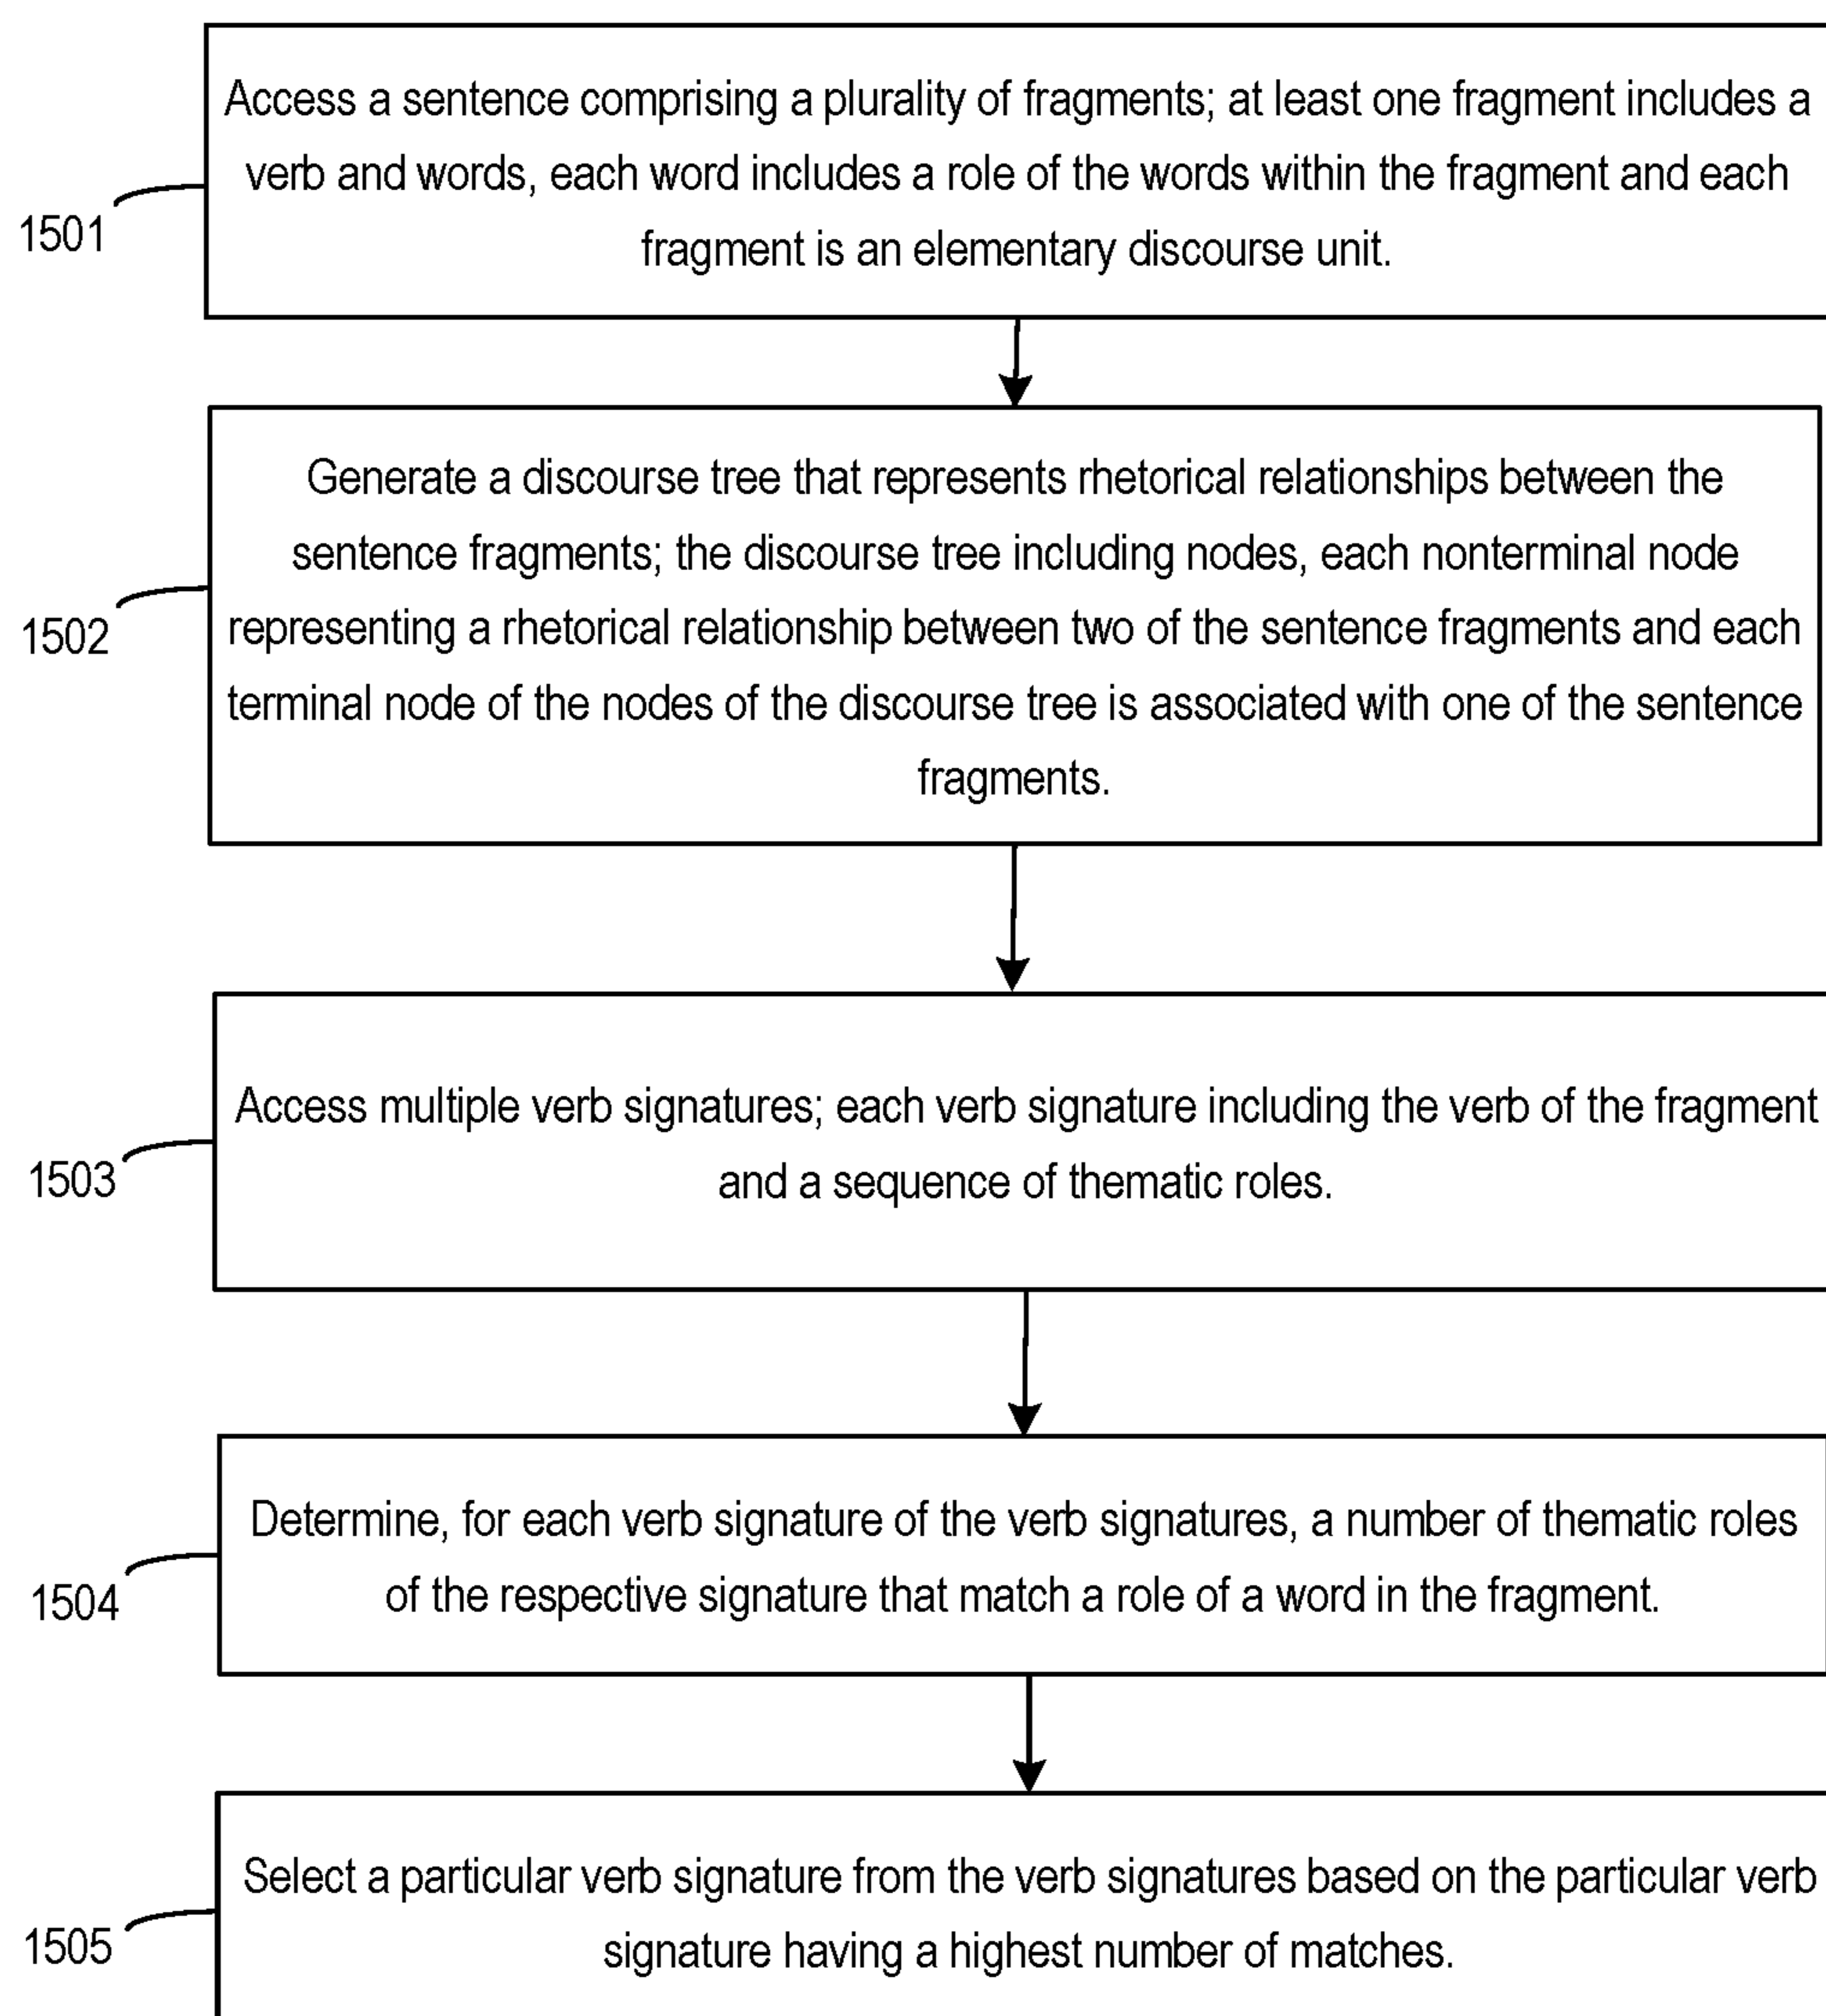 Access a sentence comprising a plurality of fragments; at least one fragment includes a
verb and words, each word includes a role of the words within the fragment and each
fragment is an elementary discourse unit.
1501
Generate a discourse tree that represents rhetorical relationships between the
sentence fragments; the discourse tree including nodes, each nonterminal node
representing a rhetorical relationship between two of the sentence fragments and each
terminal node of the nodes of the discourse tree is associated with one of the sentence
fragments.
1502
Access multiple verb signatures; each verb signature including the verb of the fragment
and a sequence of thematic roles.
1503
Determine, for each verb signature of the verb signatures, a number of thematic roles
of the respective signature that match a role of a word in the fragment.
1504
Select a particular verb signature from the verb signatures based on the particular verb
signature having a highest number of matches.
1505